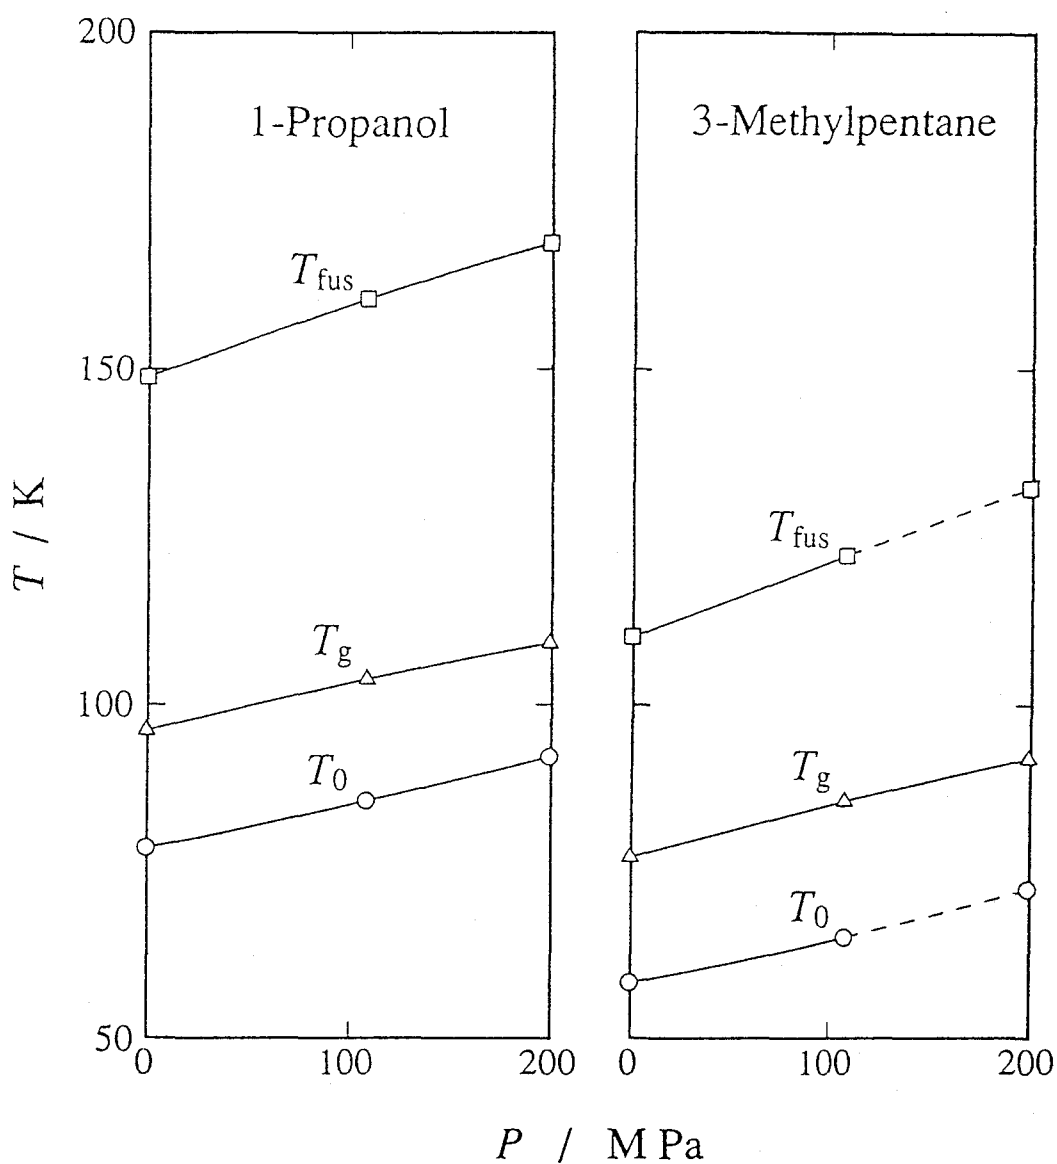 200
1-Propanol
3-Methylpentane
T_fus
150
T_fus
T_g
100
T_0
T_g
T_0
50
0 100 200
0 100 200
T / K
P / MPa